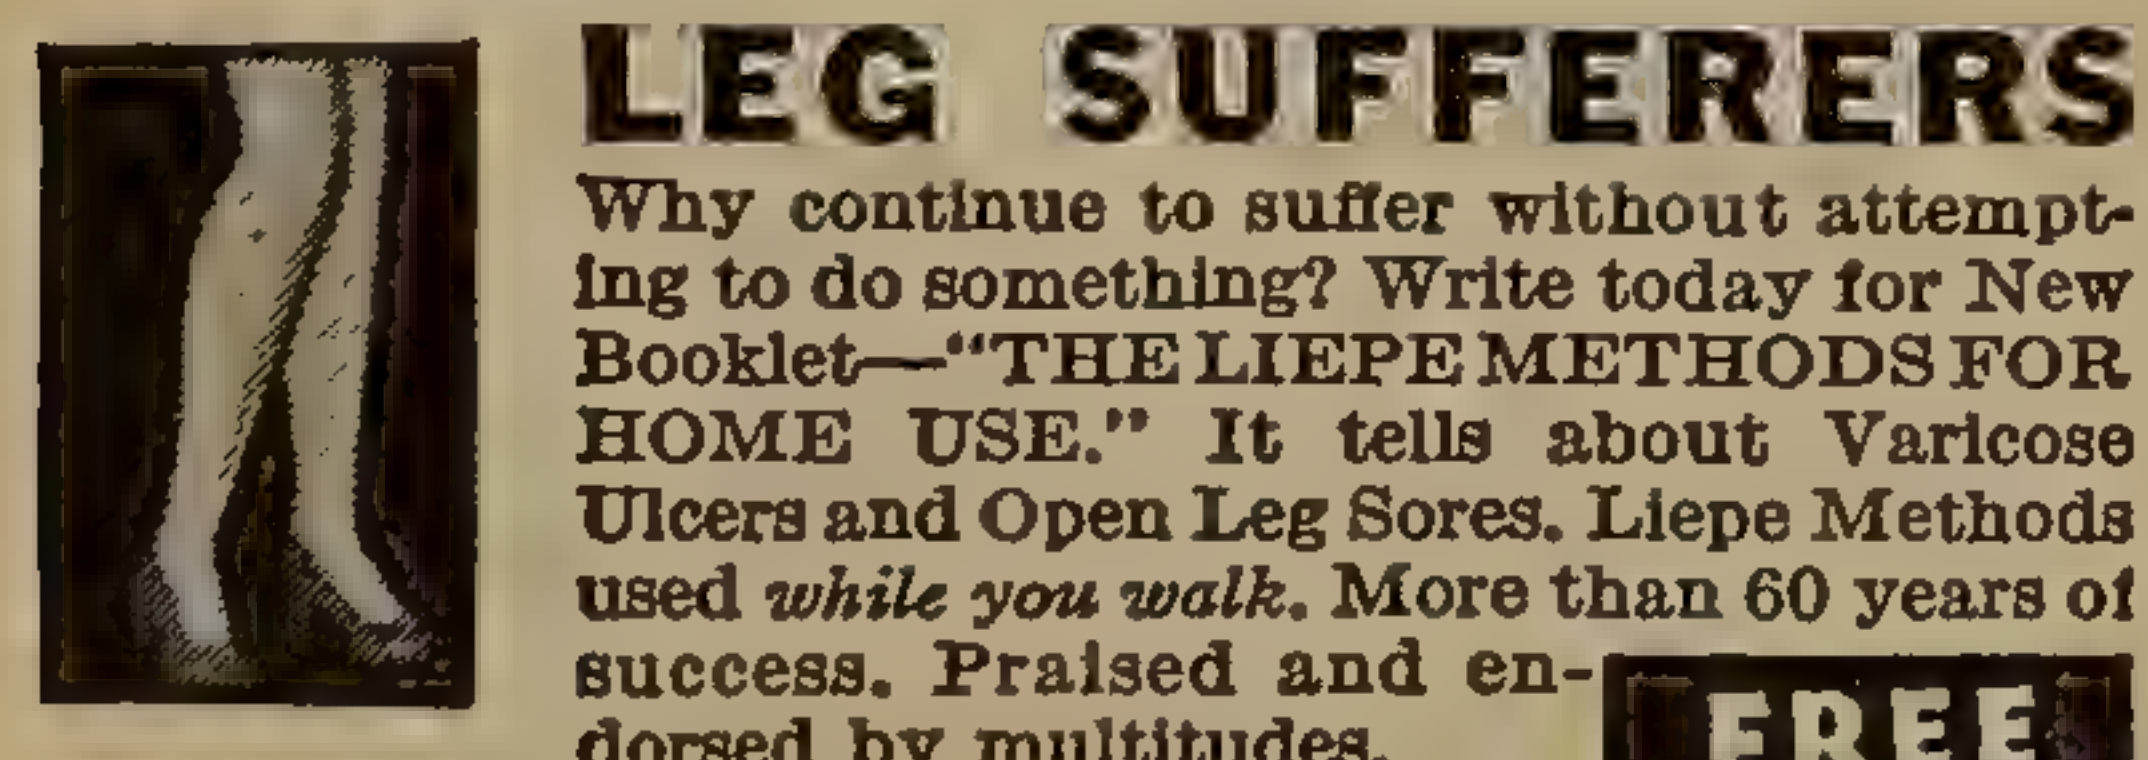 LEG SUFFERERS
Why continue to suffer without attempt-
ing to do something? Write today for New
Booklet—“THE LIEPE METHODS FOR
HOME USE.” It tells about Varicose
Ulcers and Open Leg Sores. Liepe Methods
used while you walk. More than 60 years of
success. Praised and en-
dorsed by multitudes.
FREE